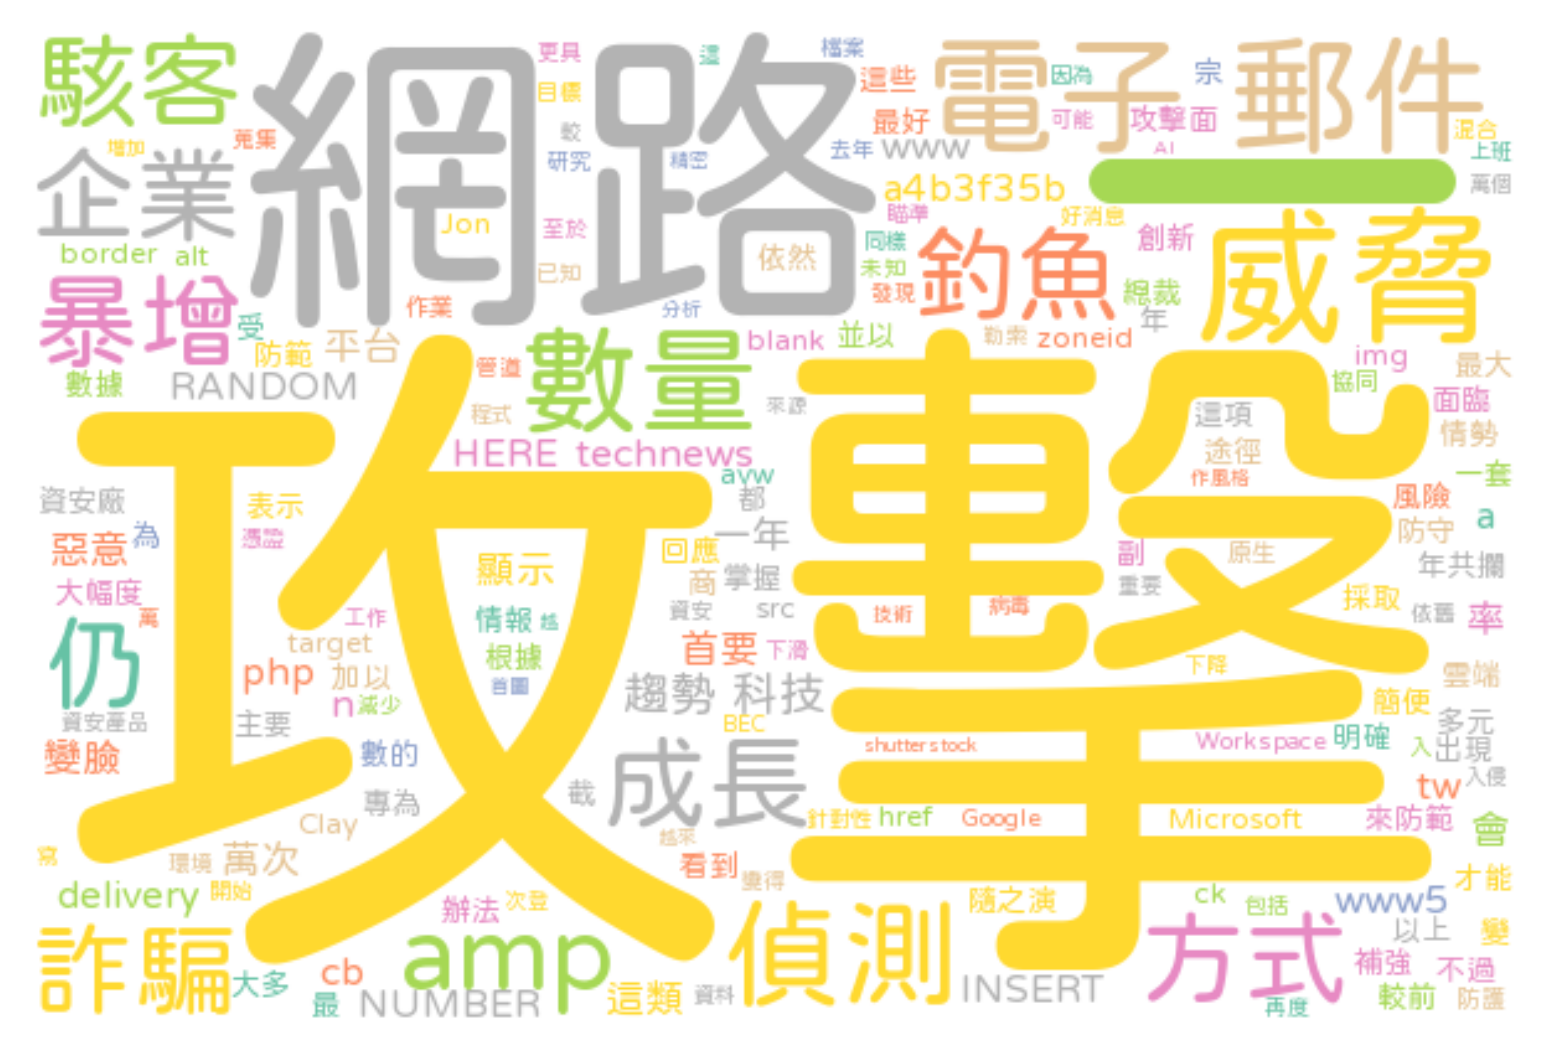 駭客
網路
更具
這
檔案
這些
電子
因為
宗
郵件
目標
最好
可能
攻擊面
混合
增加
蒐集
較
研究
精密
去年
www
AI
上班
企業
a4b3f35b
一
萬個
Jon
至於
瞄準
好消息
border
alt
依然
同樣
釣魚
創新
威脅
已知
未知
暴增
作業
分析
發現
總裁
年
受
防範
平台
blank
並以
勒索
zoneid
img
最大
數據
RANDOM
管道
數量
協同
面臨
程式
來源
這項
情勢
HERE
technews
途徑
攻擊
ayw
作風格
一套
資安廠
表示
都
風險
a
惡意
為
憑證
一年
防守
顯示
回應
副
原生
年共攔
大幅度
商
掌握
重要
採取
萬
工作
情報
越
資安
src
技術
病毒
依舊
率
仍
target
根據
首要
下滑
下降
php
加以
首圖
雲端
n
減少
趨勢
科技
簡便
資安產品
主要
BEC
多元
變臉
數的
shutterstock
Workspace
明確
入
出現
成長
tw
入侵
專為
截
Clay
針對性
href
Google
Microsoft
來防範
會
寫
環境
萬次
越來
看到
變得
才能
delivery
開始
辦法
次登
隨之演
ck
包括
www5
詐騙
amp
偵測
方式
以上
變
大多
cb
補強
不過
最
NUMBER
這類
資料
INSERT
再度
較前
防護